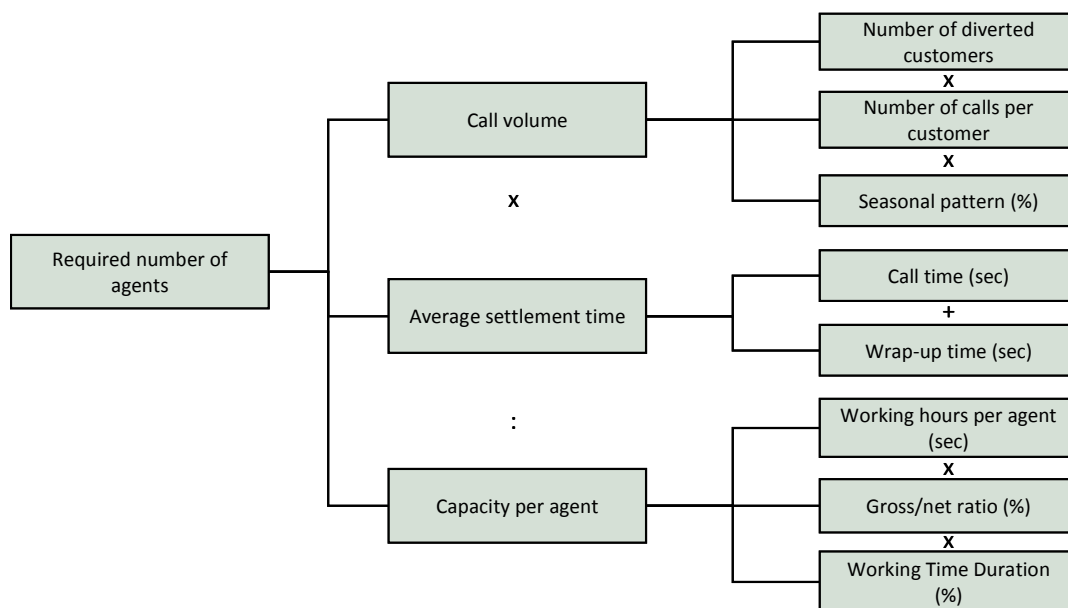 Number of diverted
customers
x
Call volume
Number of calls per
customer
x
x
Seasonal pattern (%)
Required number of
agents
Call time (sec)
Average settlement time
+
Wrap-up time (sec)
:
Working hours per agent
(sec)
x
Capacity per agent
Gross/net ratio (%)
x
Working Time Duration
(%)